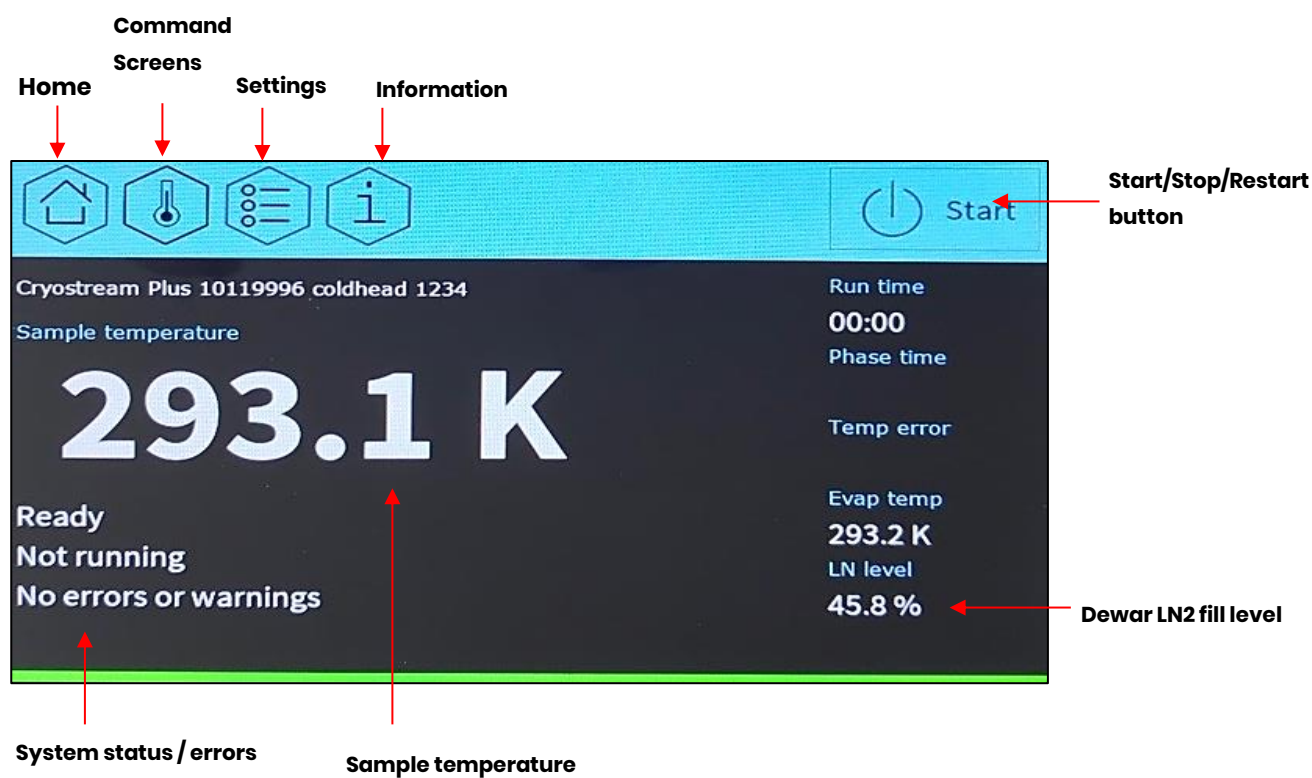 Command
Screens
Home
Settings
Information
Start/Stop/Restart
button
Start
Cryostream Plus 10119996 coldhead 1234
Run time
00:00
Sample temperature
Phase time
293.1 K
Temp error
Evap temp
Ready
293.2 K
Not running
LN level
No errors or warnings
45.8 %
Dewar LN2 fill level
System status / errors
Sample temperature